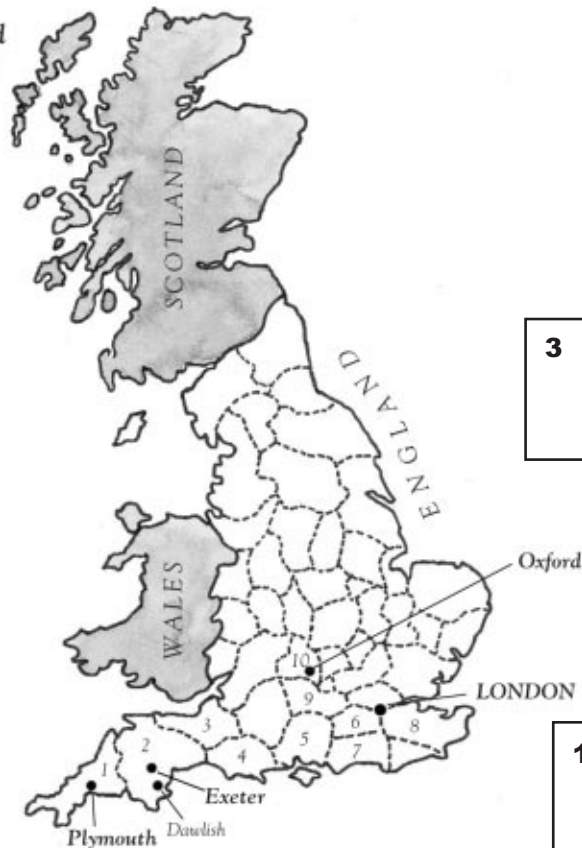 SCOTLAND
3
ENGLAND
Oxford
WALES
10
LONDON
9
3
6
8
5
2
4
7
1
1
Exeter
Dawlish
Plymouth